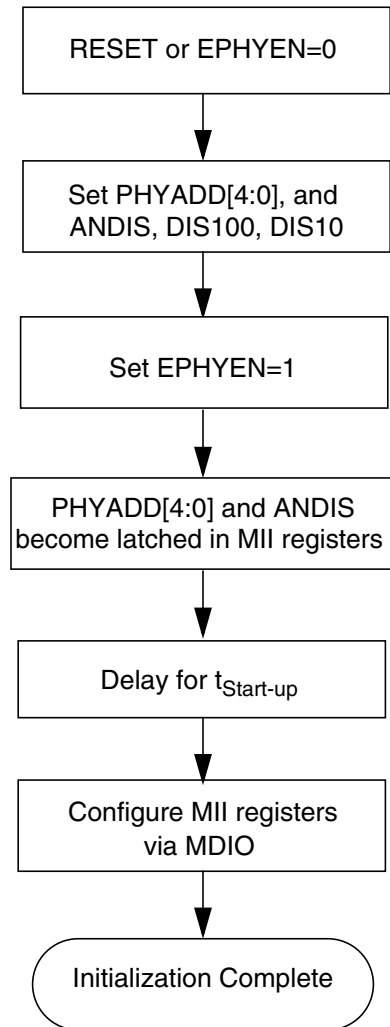 RESET or EPHYEN=0
Set PHYADD[4:0], and
ANDIS, DIS100, DIS10
Set EPHYEN=1
PHYADD[4:0] and ANDIS
become latched in MII registers
Delay for tStart-up
Configure MII registers
via MDIO
Initialization Complete